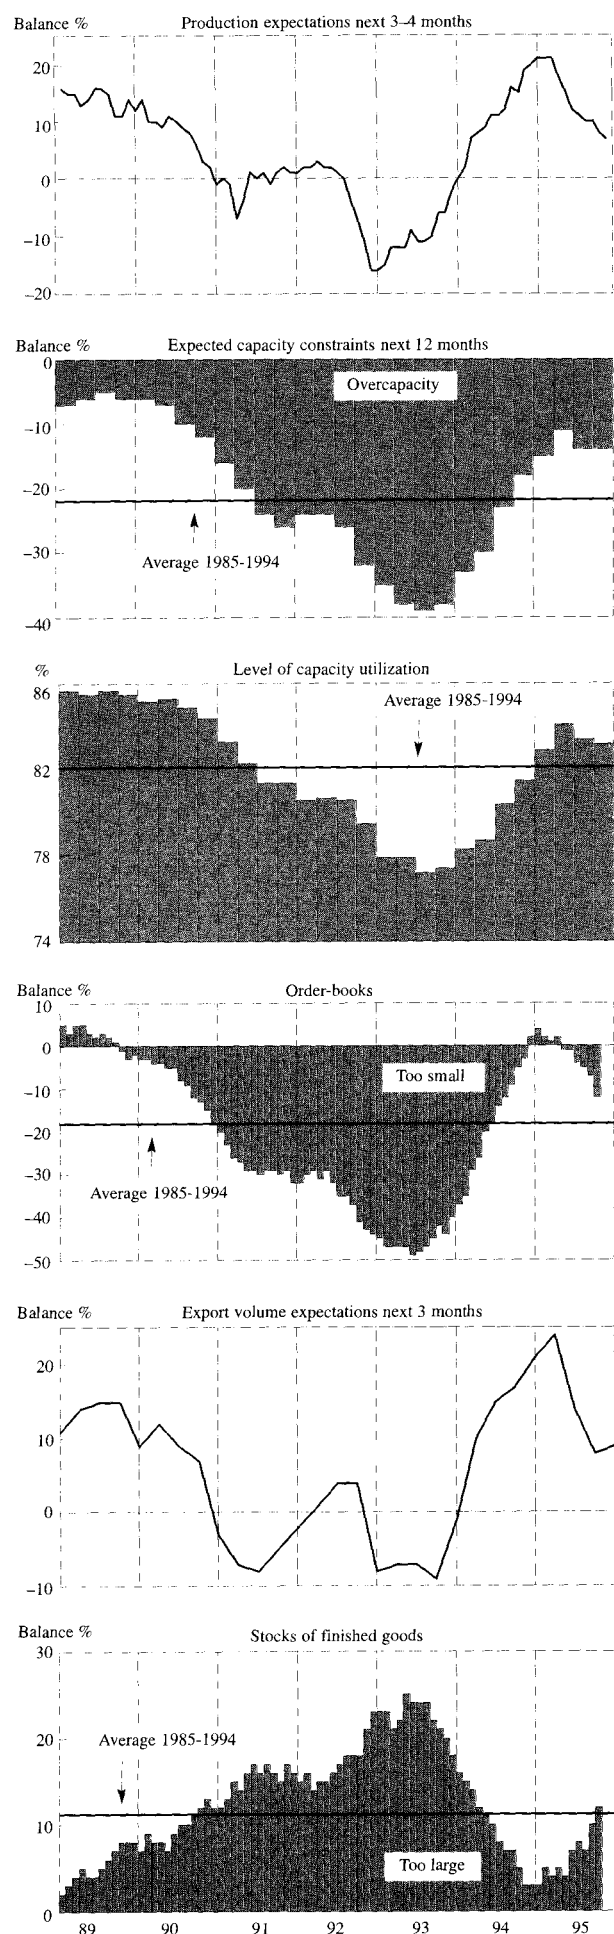 Balance % Production expectations next 3–4 months
20
10
0
–10
–20
Balance % Expected capacity constraints next 12 months
0
Overcapacity
–10
–20
Average 1985-1994
–30
–40
% Level of capacity utilization
86
Average 1985-1994
82
78
74
Balance % Order-books
10
0
Too small
–10
–20
Average 1985-1994
–30
–40
–50
Balance % Export volume expectations next 3 months
20
10
0
–10
Balance % Stocks of finished goods
30
Average 1985-1994
20
10
Too large
0
89 90 91 92 93 94 95